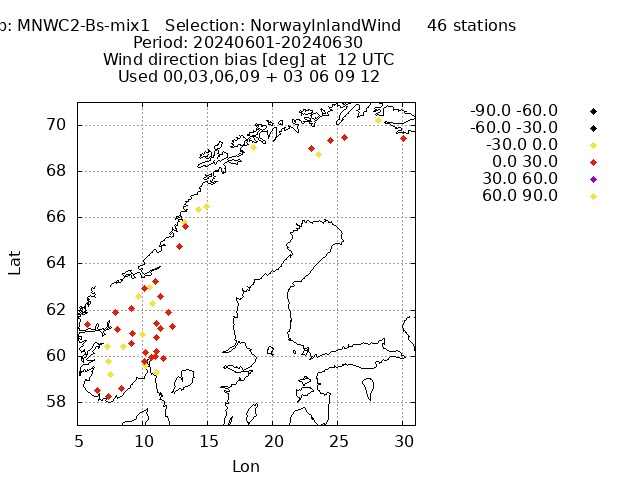 : MNWC2-Bs-mix1 Selection: NorwayInlandWind 46 stations
Period: 20240601-20240630
Wind direction bias [deg] at 12 UTC
Used 00,03,06,09 + 03 06 09 12
-90.0 -60.0
-60.0 -30.0
-30.0 0.0
0.0 30.0
30.0 60.0
60.0 90.0
70
68
66
64
62
60
58
Lat
5 10 15 20 25 30
Lon